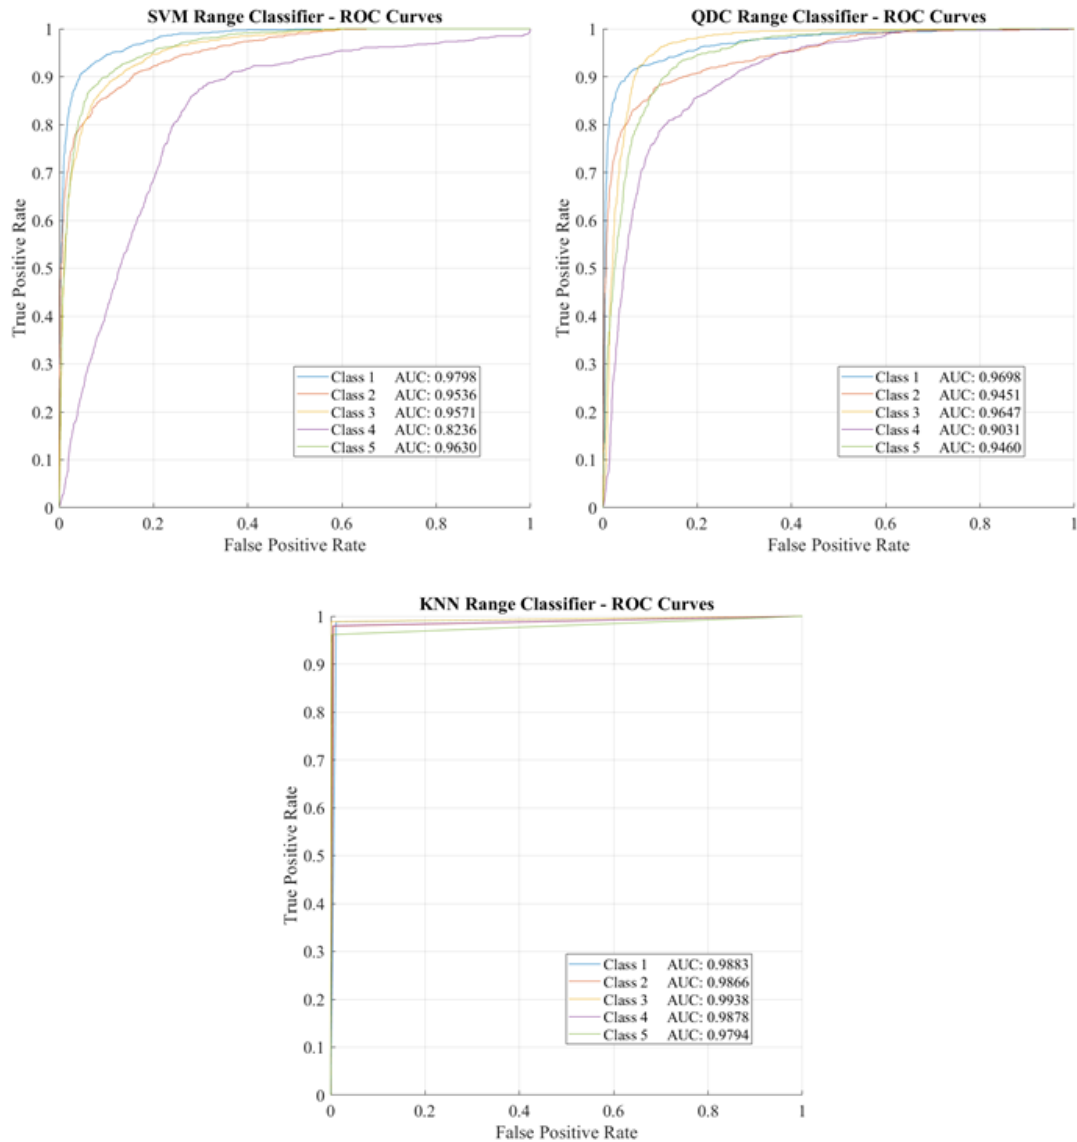 SVM Range Classifier - ROC Curves
1
0.9
0.8
0.7
0.6
0.5
0.4
0.3
0.2
0.1
0
True Positive Rate
Class 1 AUC: 0.9798
Class 2 AUC: 0.9536
Class 3 AUC: 0.9571
Class 4 AUC: 0.8236
Class 5 AUC: 0.9630
0 0.2 0.4 0.6 0.8 1
False Positive Rate
QDC Range Classifier - ROC Curves
1
0.9
0.8
0.7
0.6
0.5
0.4
0.3
0.2
0.1
0
True Positive Rate
Class 1 AUC: 0.9698
Class 2 AUC: 0.9451
Class 3 AUC: 0.9647
Class 4 AUC: 0.9031
Class 5 AUC: 0.9460
0 0.2 0.4 0.6 0.8 1
False Positive Rate
KNN Range Classifier - ROC Curves
1
0.9
0.8
0.7
0.6
0.5
0.4
0.3
0.2
0.1
0
True Positive Rate
Class 1 AUC: 0.9883
Class 2 AUC: 0.9866
Class 3 AUC: 0.9938
Class 4 AUC: 0.9878
Class 5 AUC: 0.9794
0 0.2 0.4 0.6 0.8 1
False Positive Rate